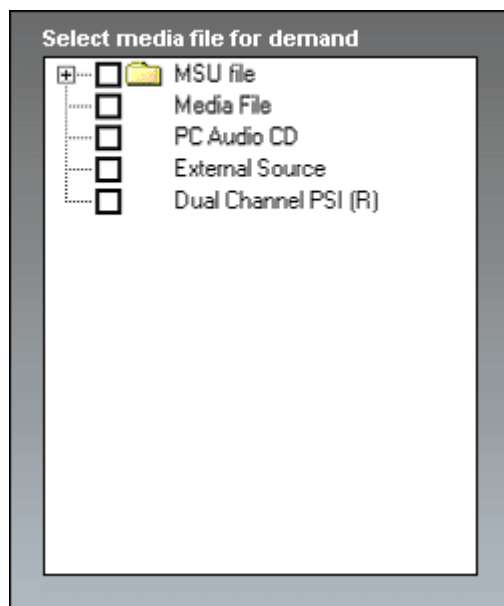 Select media file for demand
MSU file
Media File
PC Audio CD
External Source
Dual Channel PSI (R)